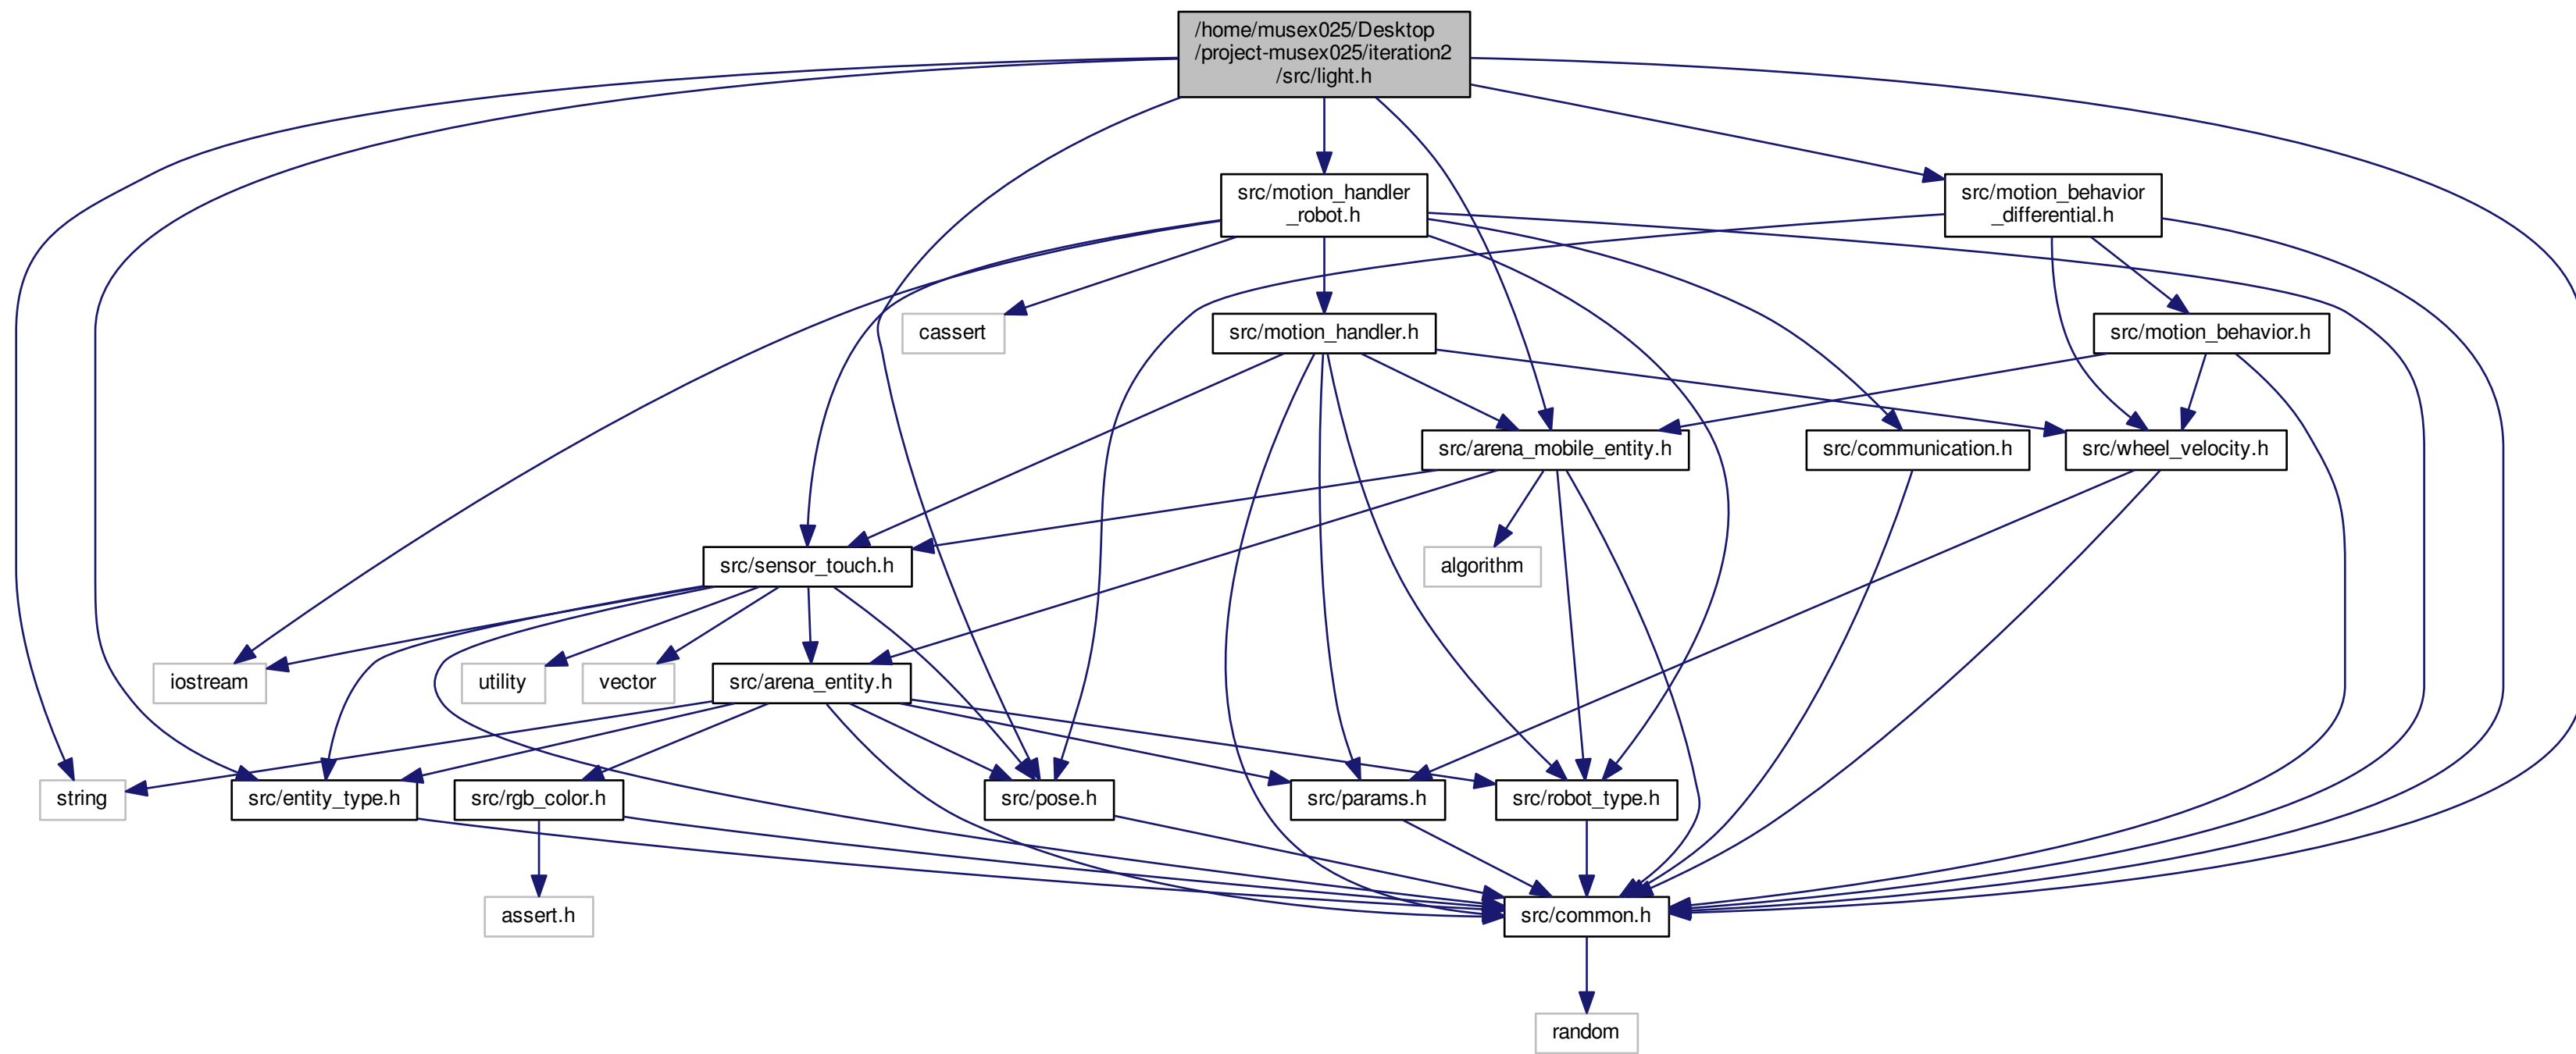 /home/musex025/Desktop
/project-musex025/iteration2
/src/light.h
src/motion_handler
_robot.h
src/motion_behavior
_differential.h
cassert
src/motion_handler.h
src/motion_behavior.h
src/arena_mobile_entity.h
src/communication.h
src/wheel_velocity.h
src/sensor_touch.h
algorithm
iostream
utility
vector
src/arena_entity.h
string
src/entity_type.h
src/rgb_color.h
src/pose.h
src/params.h
src/robot_type.h
assert.h
src/common.h
random